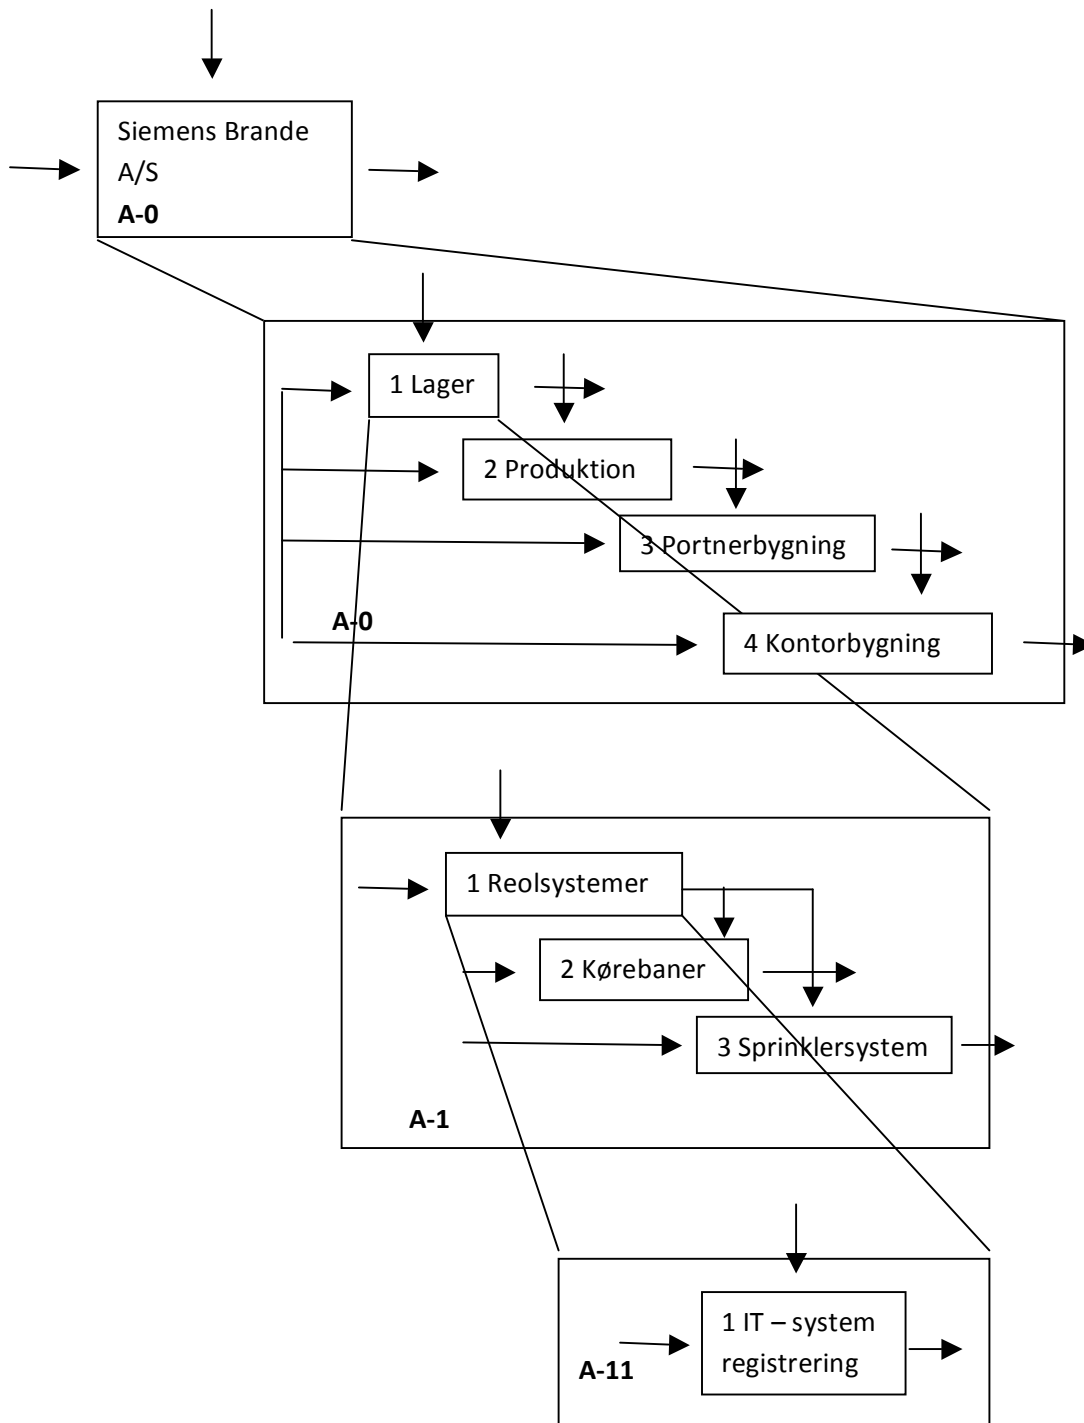 Siemens Brande
A/S
A-0
1 Lager
2 Produktion
3 Portnerbygning
A-0
4 Kontorbygning
1 Reolsystemer
2 Kørebaner
3 Sprinklersystem
A-1
1 IT – system
registrering
A-11